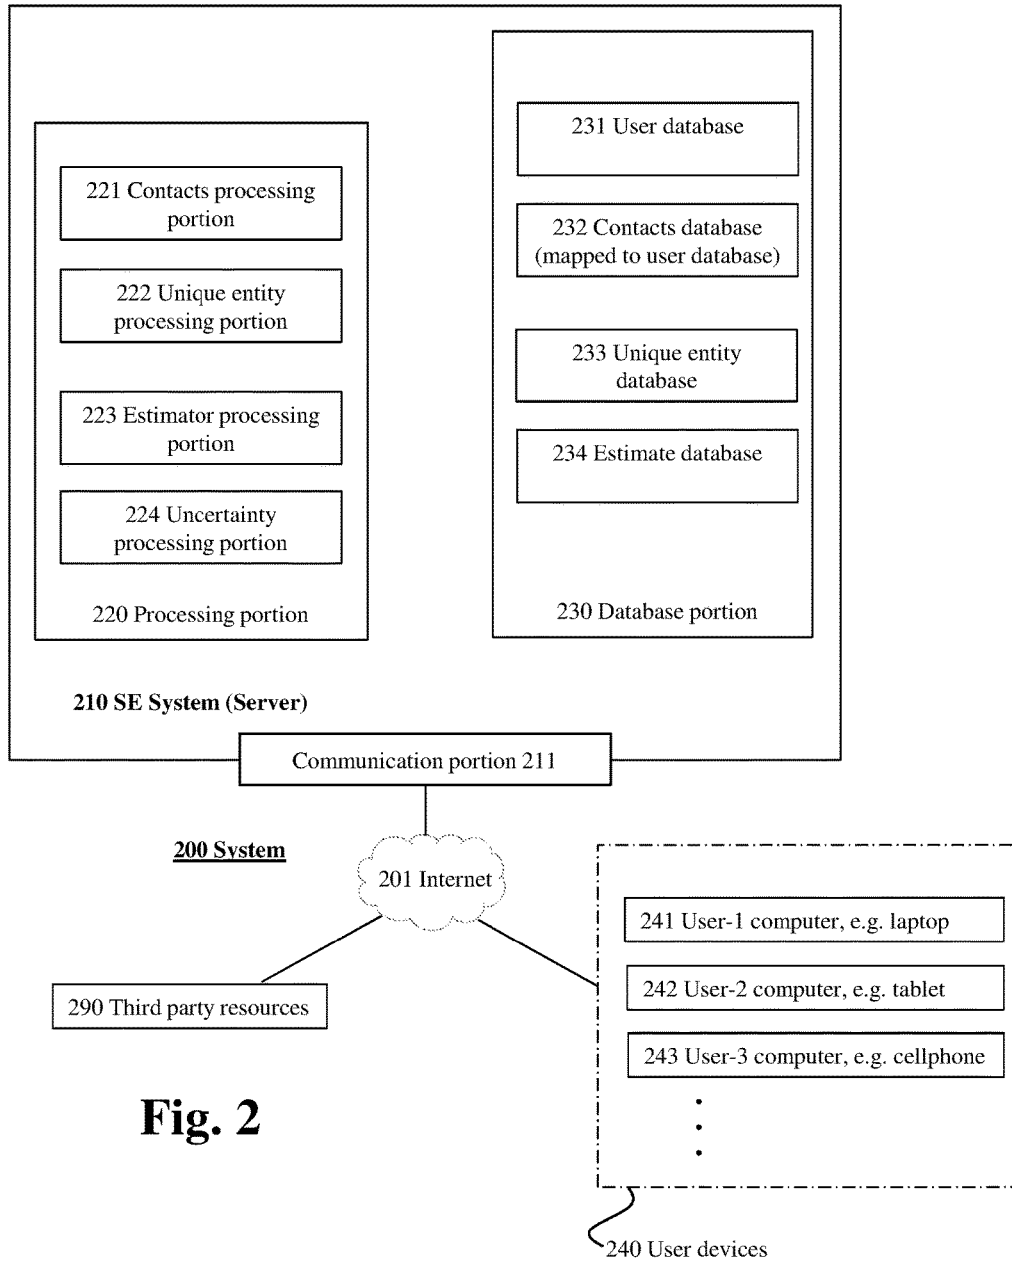 231 User database
232 Contacts database
(mapped to user database)
233 Unique entity
database
234 Estimate database
230 Database portion
221 Contacts processing
portion
222 Unique entity
processing portion
223 Estimator processing
portion
224 Uncertainty
processing portion
220 Processing portion
210 SE System (Server)
Communication portion 211
200 System
201 Internet
290 Third party resources
241 User-1 computer, e.g. laptop
242 User-2 computer, e.g. tablet
243 User-3 computer, e.g. cellphone
240 User devices
Fig. 2